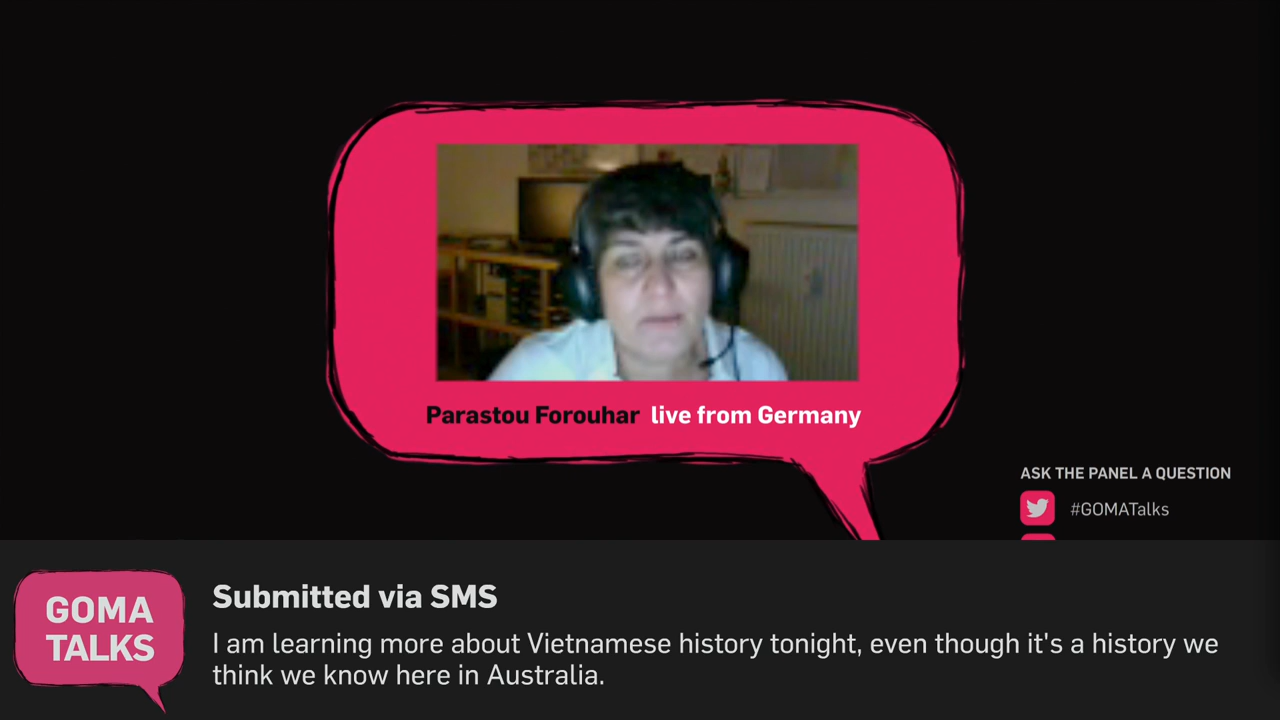 Parastou Forouhar live from Germany
ASK THE PANEL A QUESTION
#GOMATalks
GOMA
TALKS
Submitted via SMS
I am learning more about Vietnamese history tonight, even though it's a history we
think we know here in Australia.